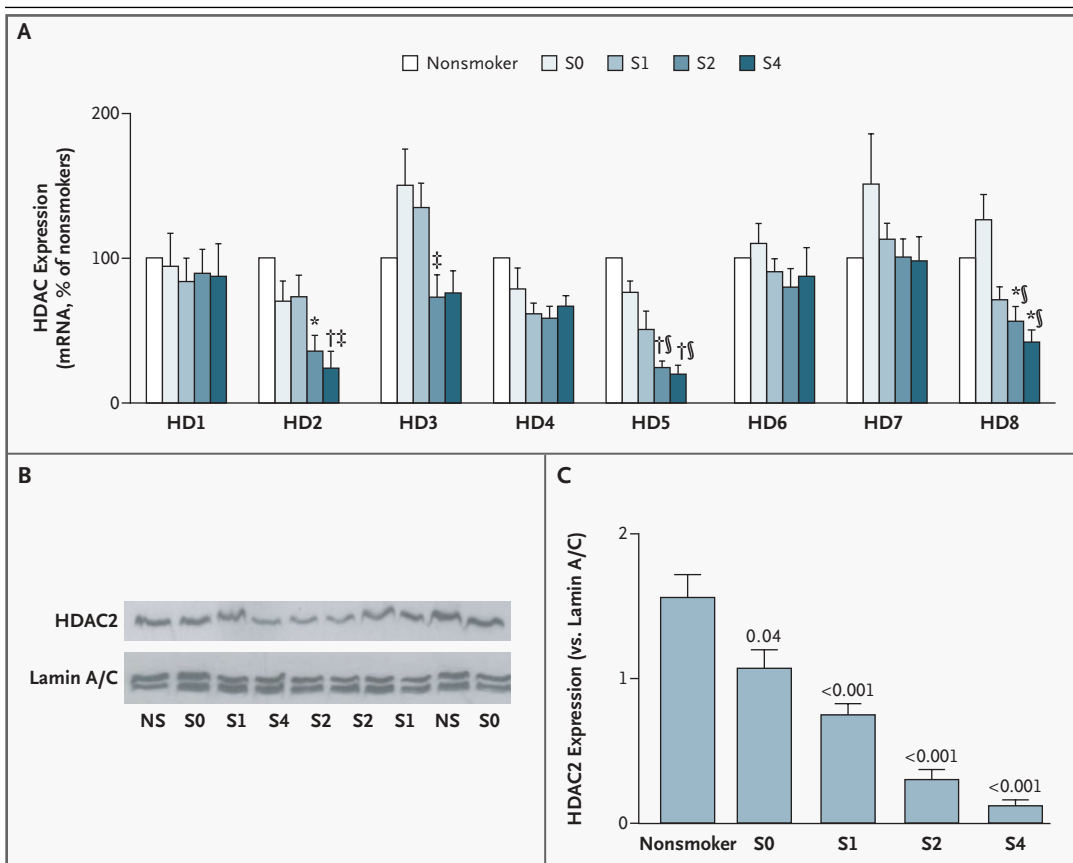 A
Nonsmoker S0 S1 S2 S4
HDAC Expression
(mRNA, % of nonsmokers)
200
100
0
‡
*
†‡
†§
†§
*§
*§
HD1 HD2 HD3 HD4 HD5 HD6 HD7 HD8
B
HDAC2
Lamin A/C
NS S0 S1 S4 S2 S2 S1 NS S0
C
HDAC2 Expression (vs. Lamin A/C)
2
1
0
0.04
<0.001
<0.001
<0.001
Nonsmoker S0 S1 S2 S4